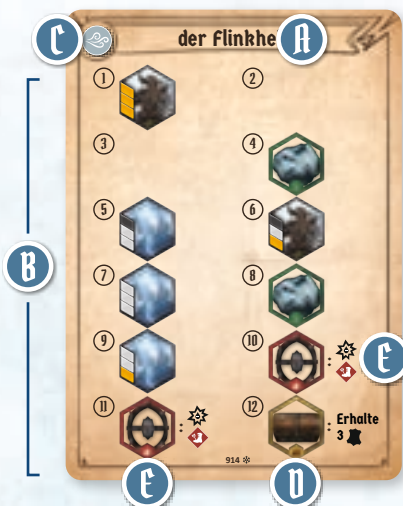 C
der Flinkhe A
1 2
3 4
5 6
B
7 8
9 10 : E
11 : 12 : Erhalte
3
914
E D